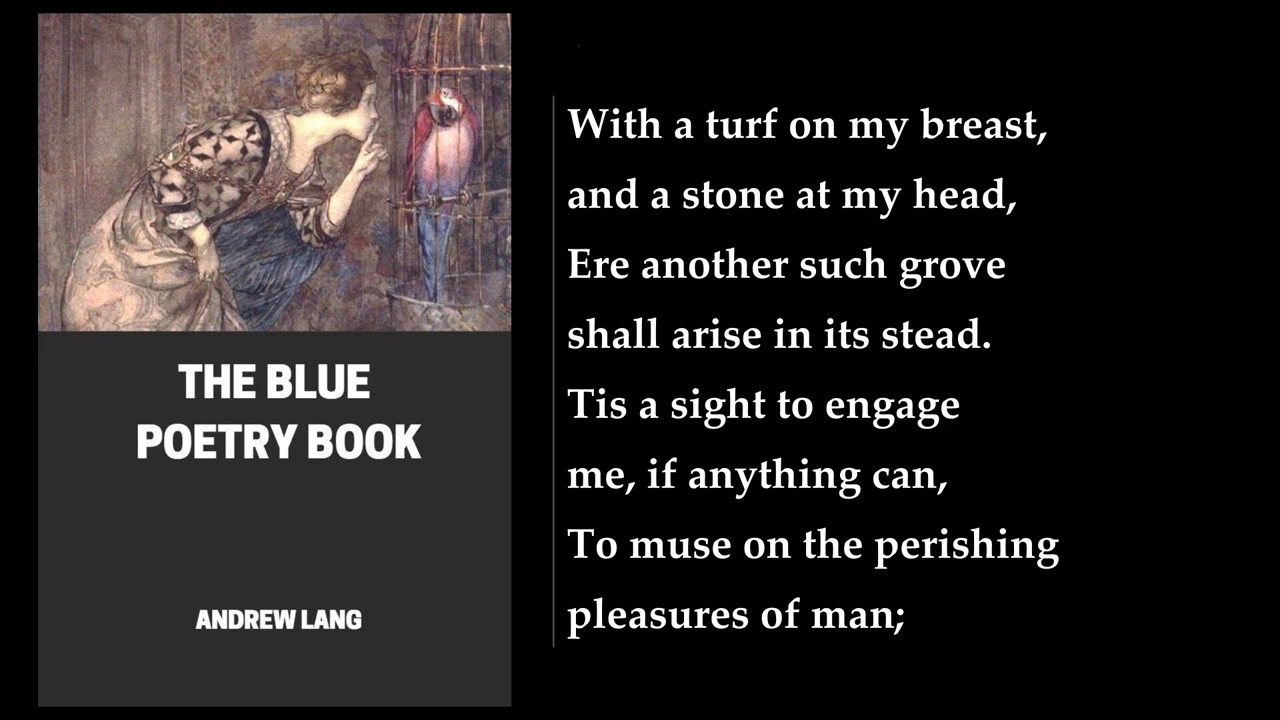 THE BLUE
POETRY BOOK
ANDREW LANG
With a turf on my breast,
and a stone at my head,
Ere another such grove
shall arise in its stead.
Tis a sight to engage
me, if anything can,
To muse on the perishing
pleasures of man;